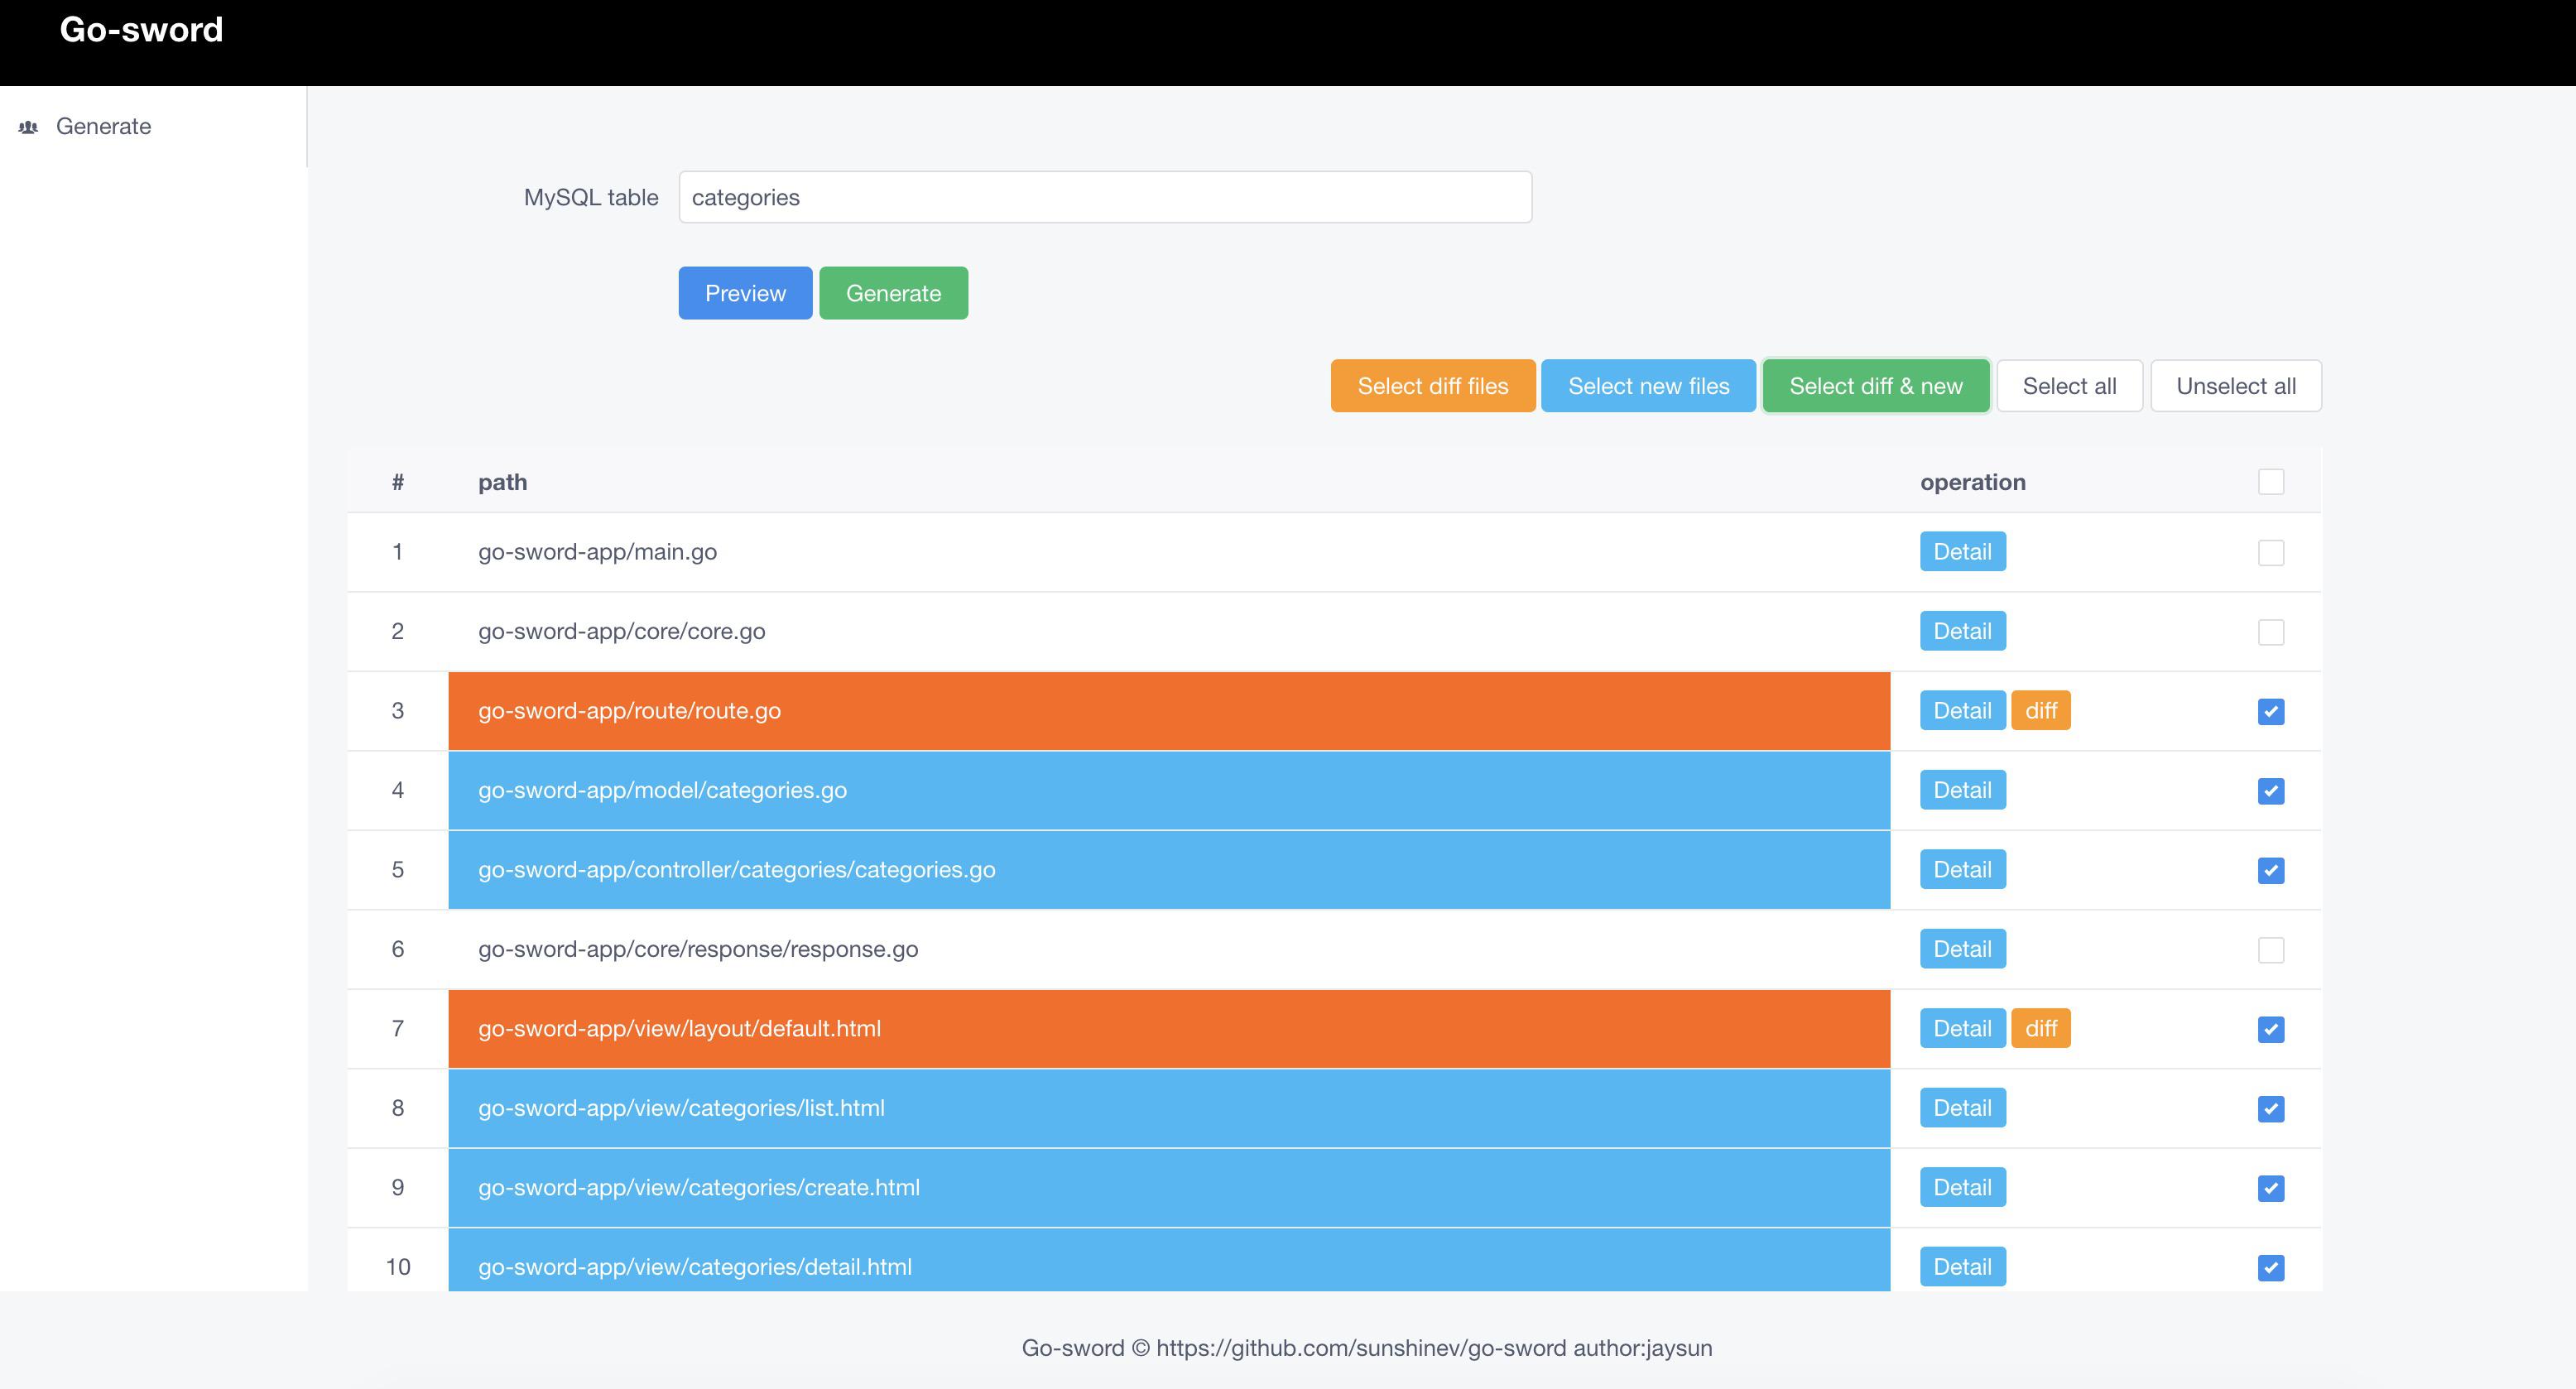 Go-sword
Generate
MySQL table categories
Preview Generate
Select diff files Select new files Select diff & new Select all Unselect all
# path operation
1 go-sword-app/main.go Detail
2 go-sword-app/core/core.go Detail
3 go-sword-app/route/route.go Detail diff
4 go-sword-app/model/categories.go Detail
5 go-sword-app/controller/categories/categories.go Detail
6 go-sword-app/core/response/response.go Detail
7 go-sword-app/view/layout/default.html Detail diff
8 go-sword-app/view/categories/list.html Detail
9 go-sword-app/view/categories/create.html Detail
10 go-sword-app/view/categories/detail.html Detail
Go-sword © https://github.com/sunshinev/go-sword author:jaysun